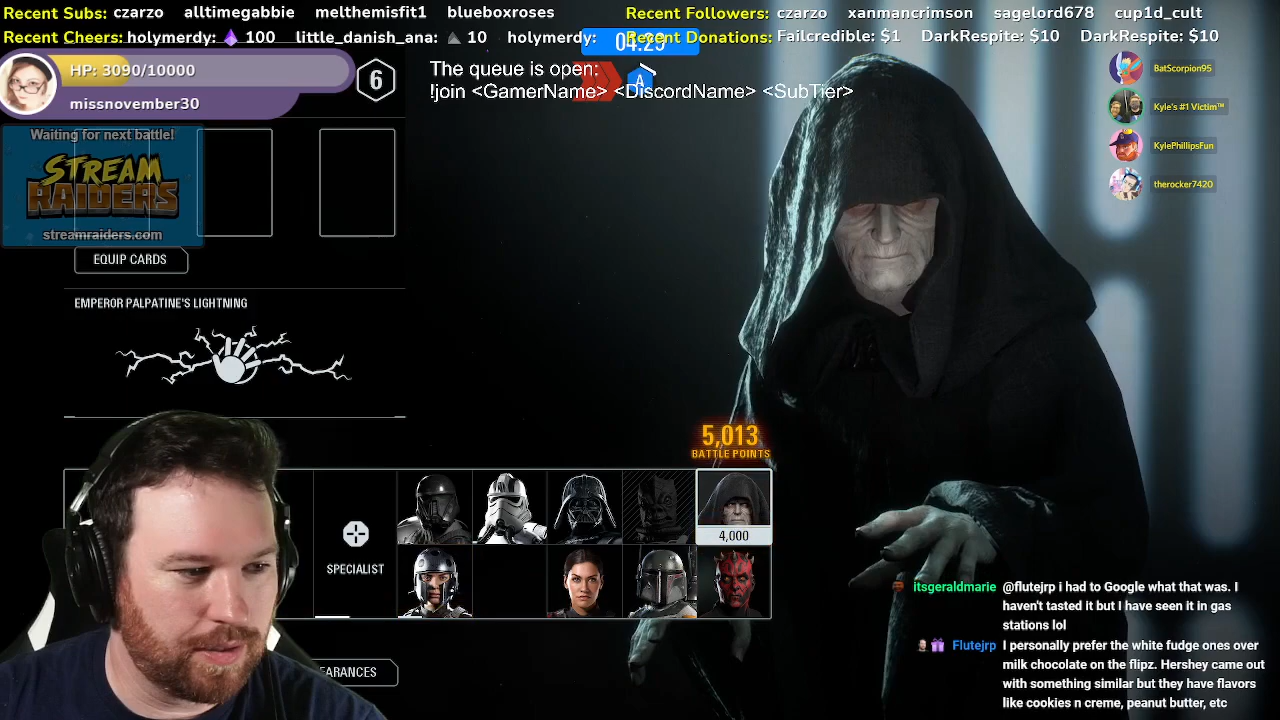 Recent Subs: czarzo alltimegabbie melthemisfit1 blueboxroses
Recent Followers: czarzo xanmancrimson sagelord678 cup1d_cult
Recent Cheers: holymerdy: 100 little_danish_ana: 10 holymerdy:
Recent Donations: Failcredible: $1 DarkRespite: $10 DarkRespite: $10
04:29
HP: 3090/10000
missnovember30
6
The queue is open:
!join <GamerName> <DiscordName> <SubTier>
A
BatScorpion95
Kyle's #1 Victim™
KylePhillipsFun
therocker7420
Waiting for next battle!
STREAM
RAIDERS
streamraiders.com
EQUIP CARDS
EMPEROR PALPATINE'S LIGHTNING
5,013
BATTLE POINTS
4,000
SPECIALIST
EARANCES
itsgeraldmarie @flutejrp i had to Google what that was. I
haven't tasted it but I have seen it in gas
stations lol
Flutejrp I personally prefer the white fudge ones over
milk chocolate on the flipz. Hershey came out
with something similar but they have flavors
like cookies n creme, peanut butter, etc